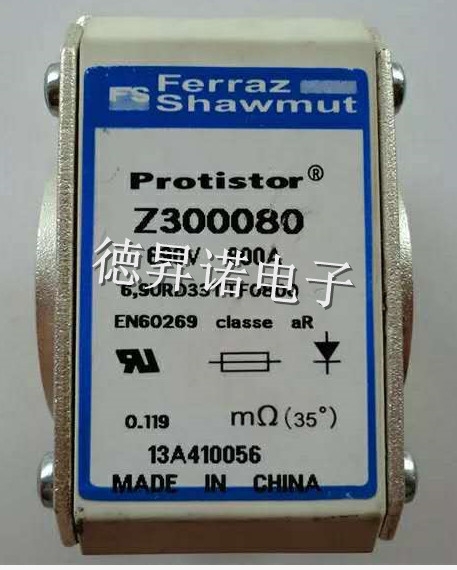 FS Ferraz
Shawmut
Protistor®
Z300080
德昇诺电子
EN60269 classe aR
0.119 mΩ (35°)
13A410056
MADE IN CHINA